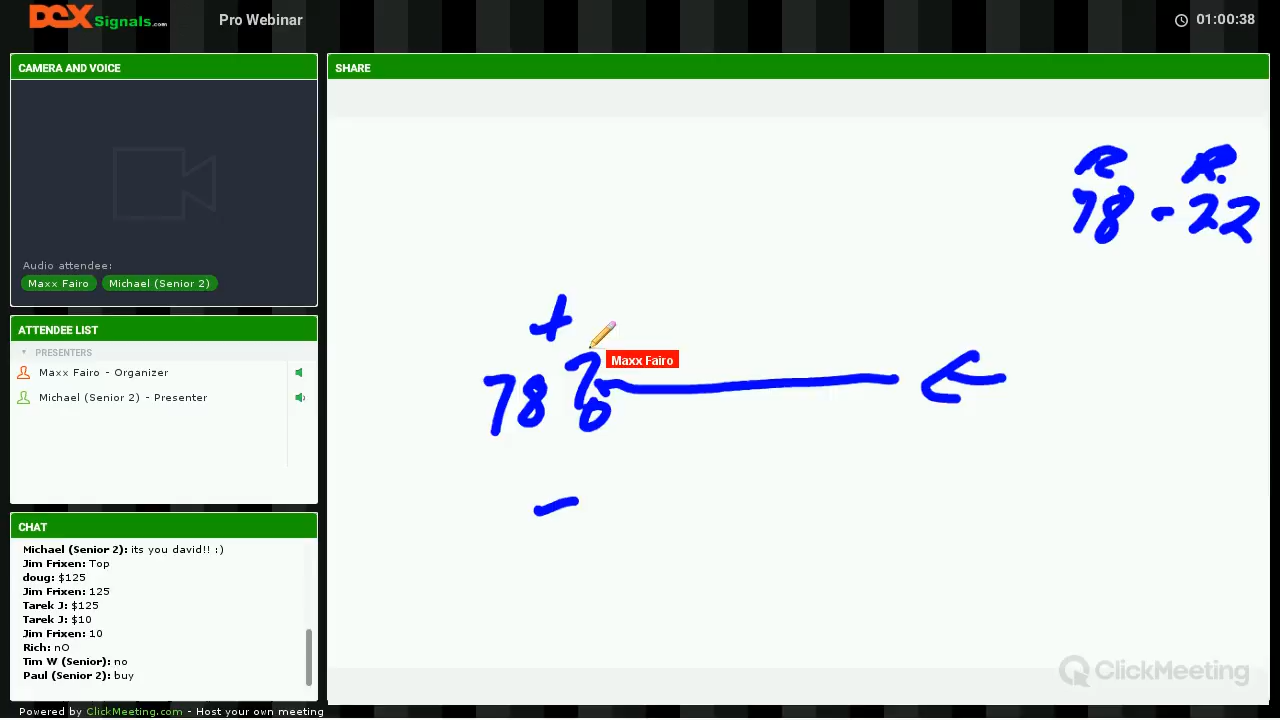 DCX Signals.com
Pro Webinar
01:00:38
CAMERA AND VOICE
Audio attendee:
Maxx Fairo
Michael (Senior 2)
ATTENDEE LIST
PRESENTERS
Maxx Fairo - Organizer
Michael (Senior 2) - Presenter
CHAT
Michael (Senior 2): its you david!! :)
Jim Frixen: Top
doug: $125
Jim Frixen: 125
Tarek J: $125
Tarek J: $10
Jim Frixen: 10
Rich: nO
Tim W (Senior): no
Paul (Senior 2): buy
Powered by ClickMeeting.com - Host your own meeting
SHARE
78 - 22
+
Maxx Fairo
78
-
ClickMeeting